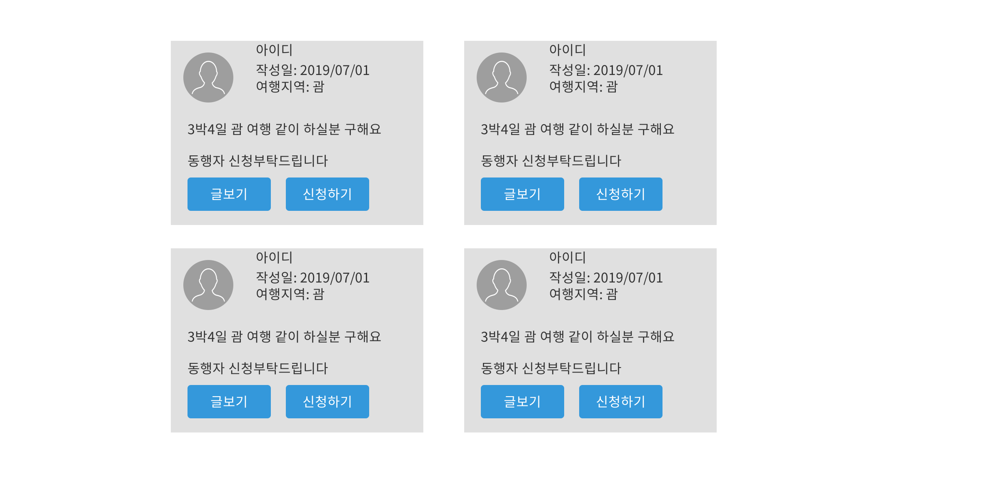 아이디
작성일: 2019/07/01
여행지역: 괌
3박4일 괌 여행 같이 하실분 구해요
동행자 신청부탁드립니다
글보기 신청하기
아이디
작성일: 2019/07/01
여행지역: 괌
3박4일 괌 여행 같이 하실분 구해요
동행자 신청부탁드립니다
글보기 신청하기
아이디
작성일: 2019/07/01
여행지역: 괌
3박4일 괌 여행 같이 하실분 구해요
동행자 신청부탁드립니다
글보기 신청하기
아이디
작성일: 2019/07/01
여행지역: 괌
3박4일 괌 여행 같이 하실분 구해요
동행자 신청부탁드립니다
글보기 신청하기